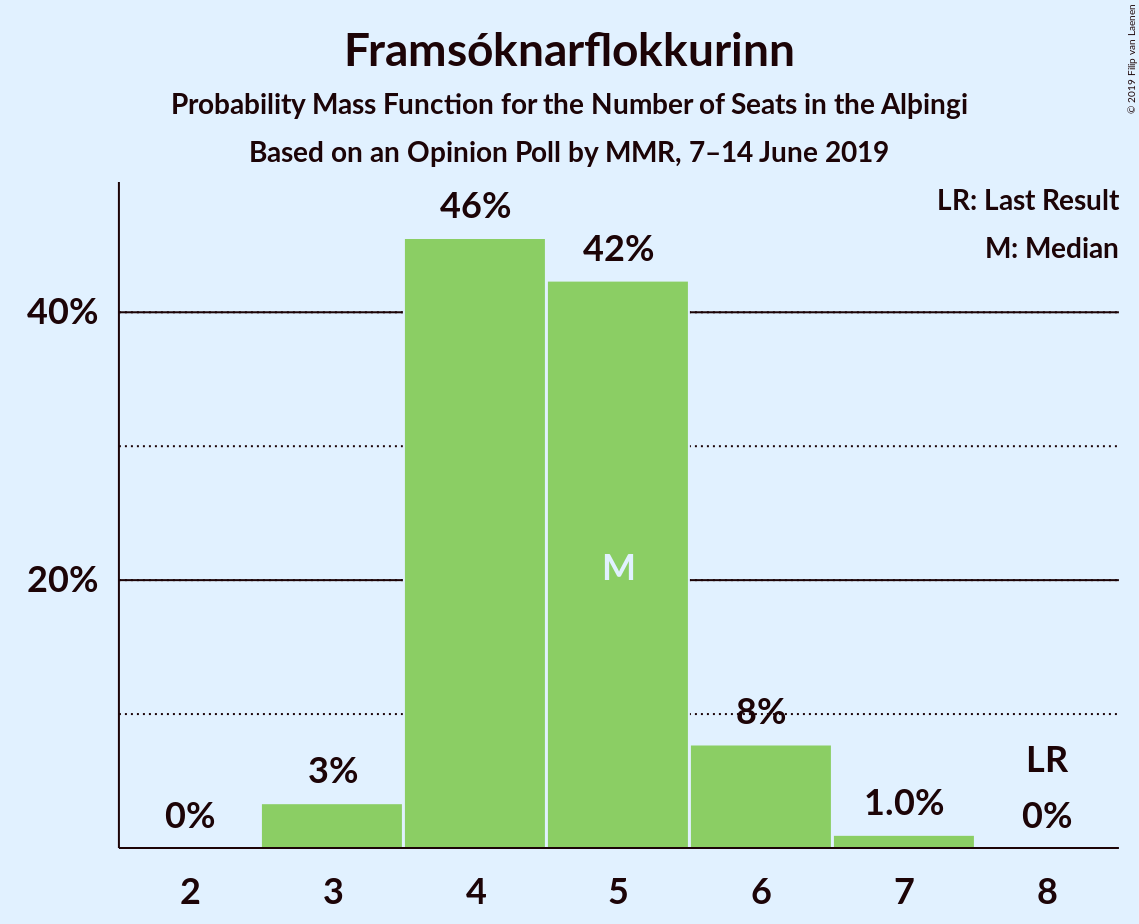 Framsóknarflokkurinn
Probability Mass Function for the Number of Seats in the Alþingi
Based on an Opinion Poll by MMR, 7–14 June 2019
© 2019 Filip van Laenen
LR: Last Result
M: Median
40%
20%
0%
3%
46%
42%
M
8%
1.0%
LR
0%
2 3 4 5 6 7 8